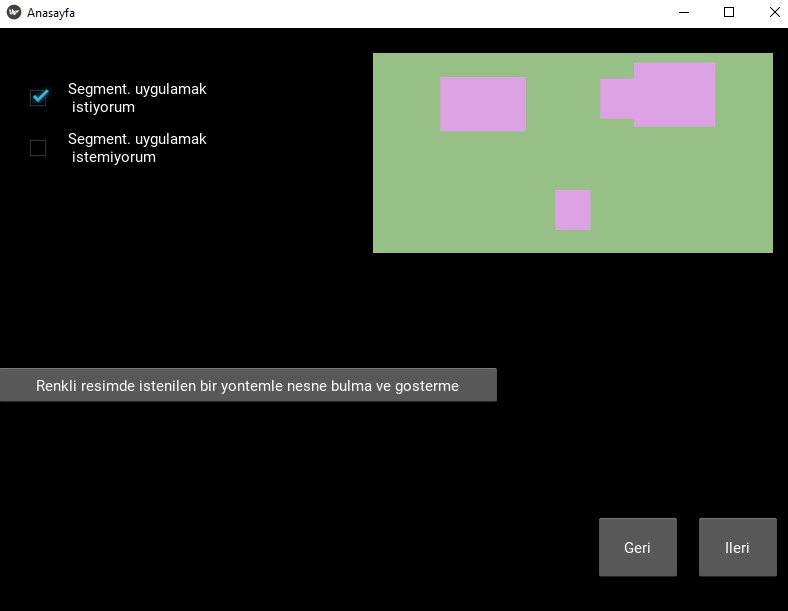 Anasayfa
Segment. uygulamak
istiyorum
Segment. uygulamak
istemiyorum
Renkli resimde istenilen bir yontemle nesne bulma ve gosterme
Geri
Ileri